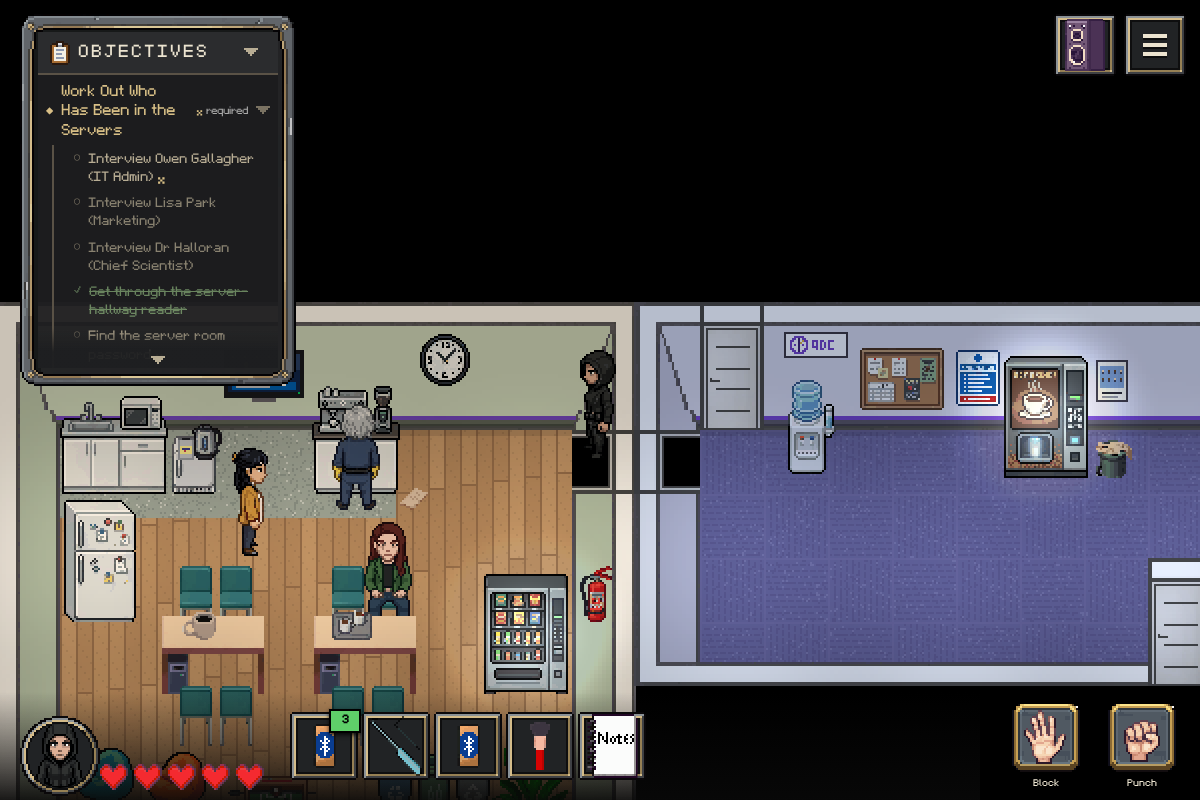 OBJECTIVES
Work Out Who
Has Been in the
Servers
x required
Interview Owen Gallagher
(IT Admin) x
Interview Lisa Park
(Marketing)
Interview Dr Halloran
(Chief Scientist)
Get through the server-
hallway reader
Find the server room
3
Notes
Block
Punch